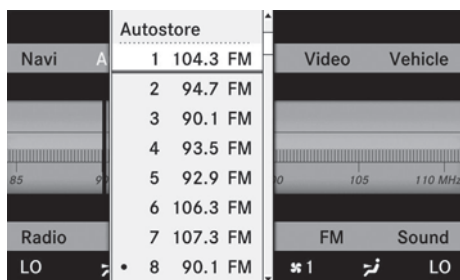 Autostore
Navi A Video Vehicle
1 104.3 FM
2 94.7 FM
3 90.1 FM
4 93.5 FM
5 92.9 FM
6 106.3 FM
7 107.3 FM
• 8 90.1 FM
85 9 00 105 110 MHz
Radio FM Sound
LO 1 LO